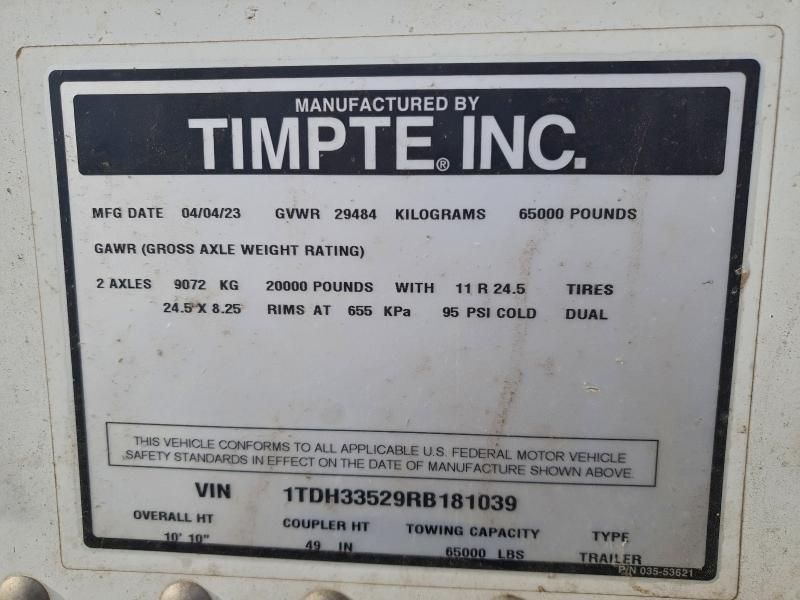 MANUFACTURED BY
TIMPTE® INC.
MFG DATE 04/04/23 GVWR 29484 KILOGRAMS 65000 POUNDS
GAWR (GROSS AXLE WEIGHT RATING)
2 AXLES 9072 KG 20000 POUNDS WITH 11 R 24.5 TIRES
24.5 X 8.25 RIMS AT 655 KPa 95 PSI COLD DUAL
THIS VEHICLE CONFORMS TO ALL APPLICABLE U.S. FEDERAL MOTOR VEHICLE
SAFETY STANDARDS IN EFFECT ON THE DATE OF MANUFACTURE SHOWN ABOVE.
VIN 1TDH33529RB181039
OVERALL HT COUPLER HT TOWING CAPACITY TYPE
10' 10" 49 IN 65000 LBS TRAILER
P/N 035-53621